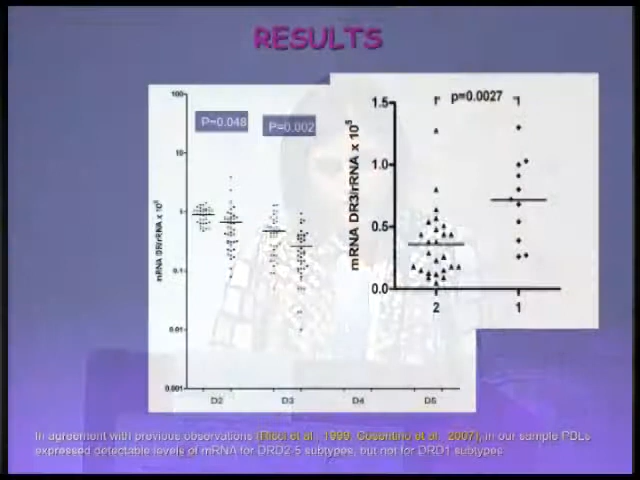 RESULTS
100
P=0.048
P=0.002
10
1
0.1
0.01
0.001
D2
D3
D4
D5
p=0.0027
mRNA DR3/rRNA x 10⁵
1.5
1.0
0.5
0.0
2
1
In agreement with previous observations (Ricci et al., 1999, Cosentino et al., 2007), in our sample PBLs
expressed detectable levels of mRNA for DRD2-5 subtypes, but not for DRD1 subtypes.